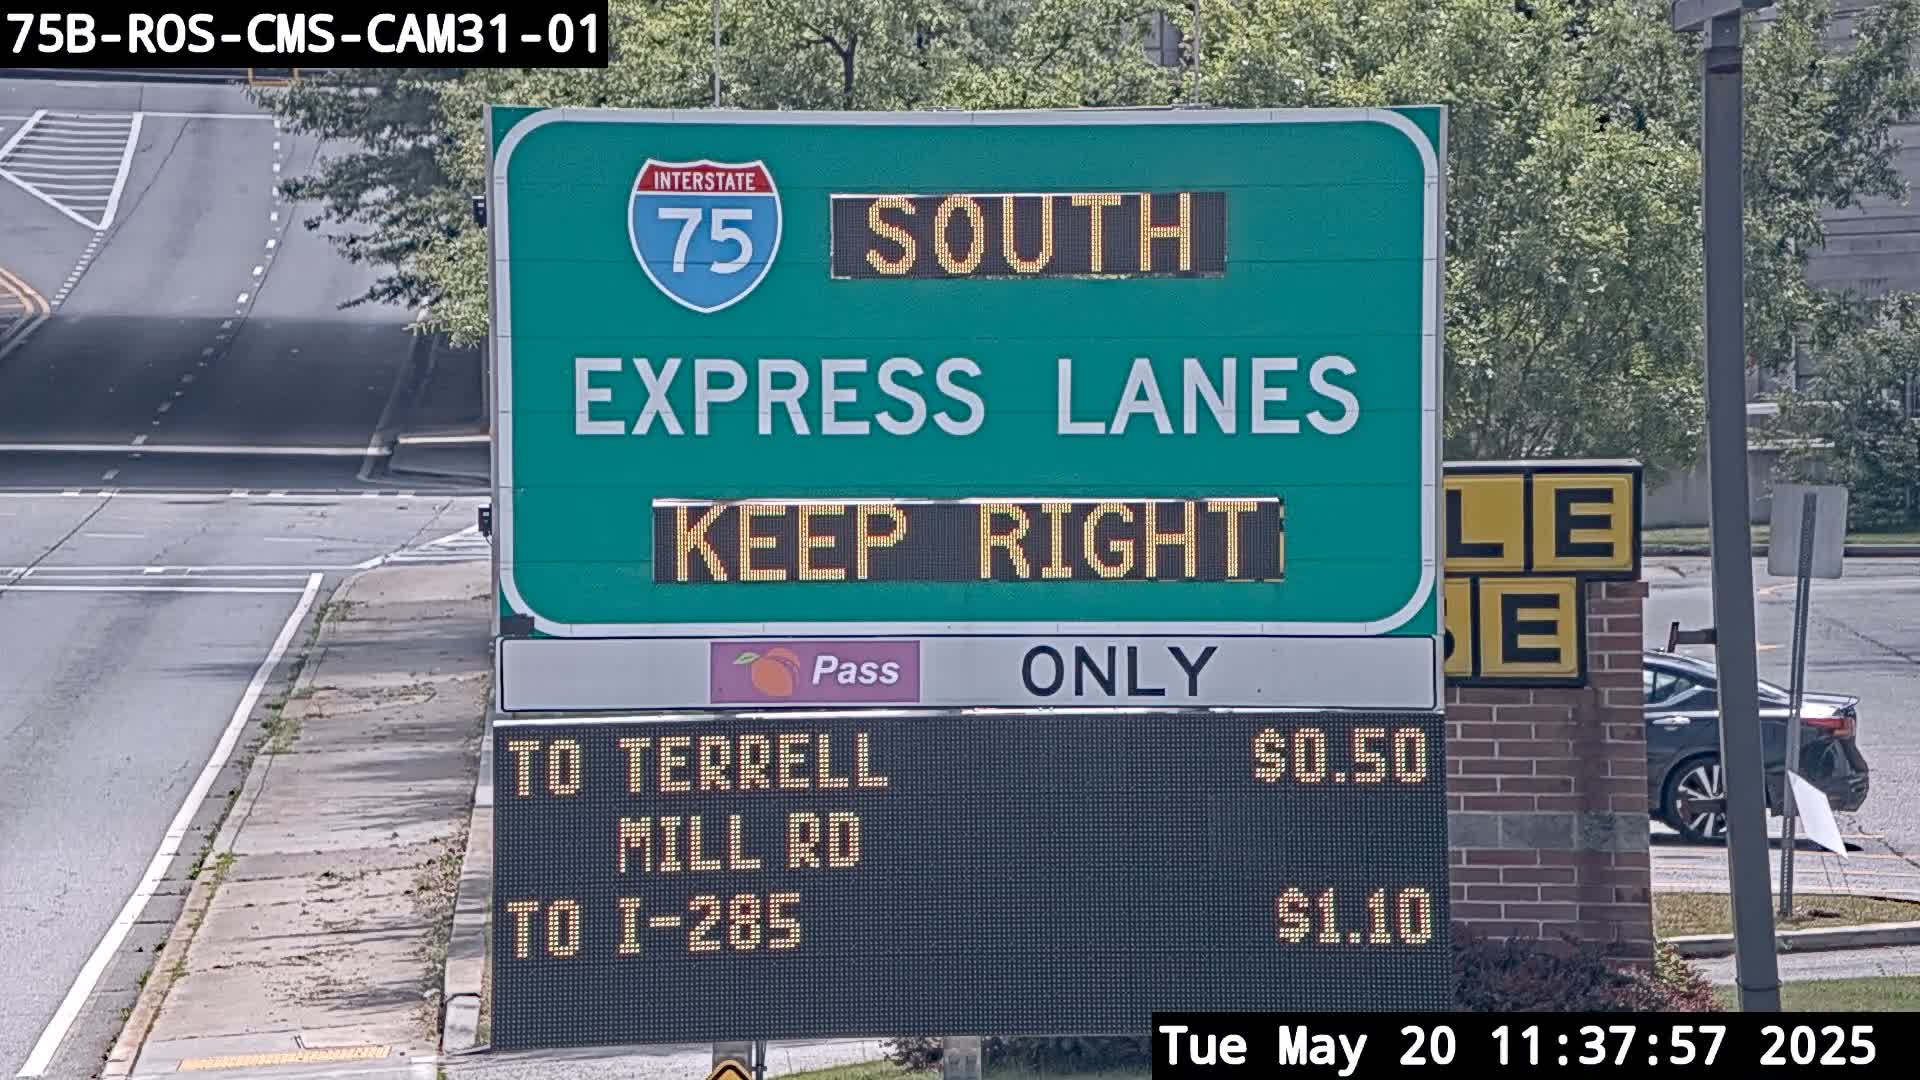 75B-ROS-CMS-CAM31-01
INTERSTATE
75
SOUTH
EXPRESS LANES
KEEP RIGHT
Pass ONLY
TO TERRELL $0.50
MILL RD
TO I-285 $1.10
LE
E
Tue May 20 11:37:57 2025